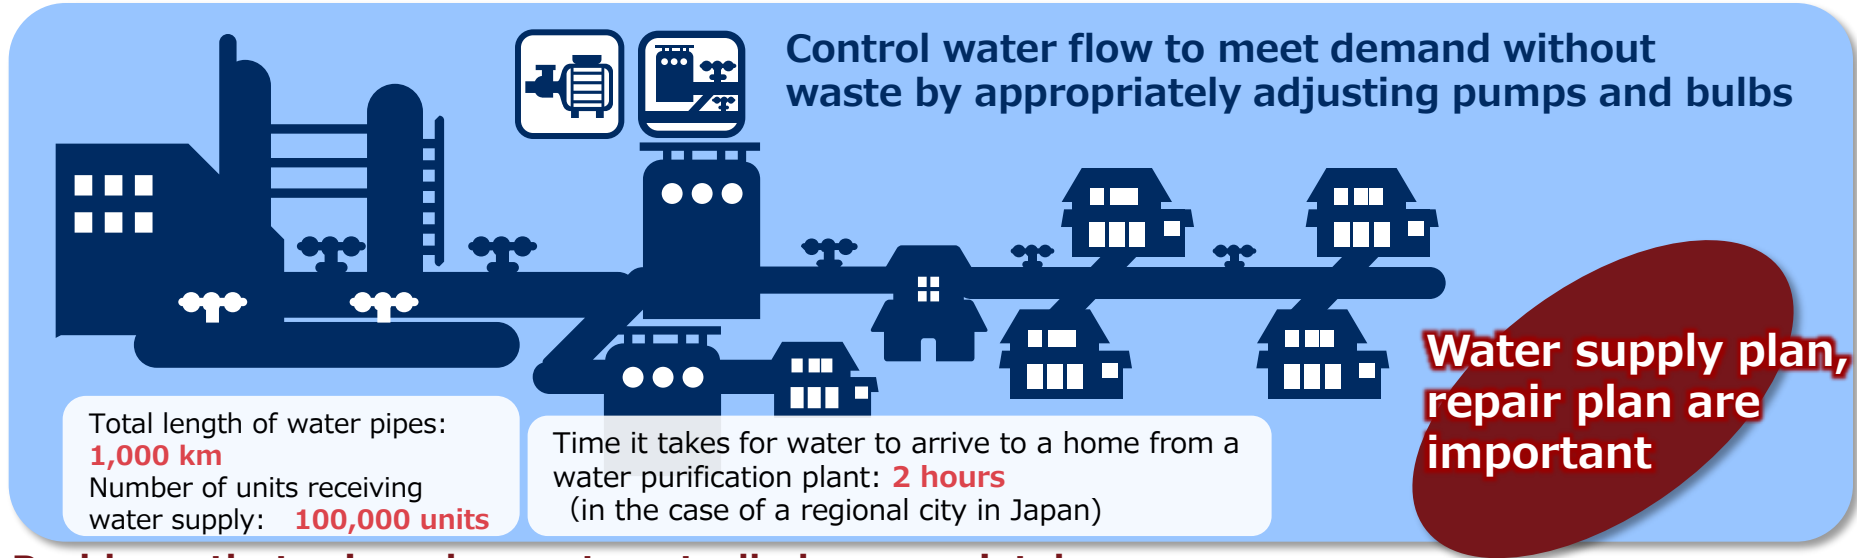 Control water flow to meet demand without
waste by appropriately adjusting pumps and bulbs
Water supply plan,
repair plan are
important
Total length of water pipes:
1,000 km
Number of units receiving
water supply: 100,000 units
Time it takes for water to arrive to a home from a
water purification plant: 2 hours
（in the case of a regional city in Japan)